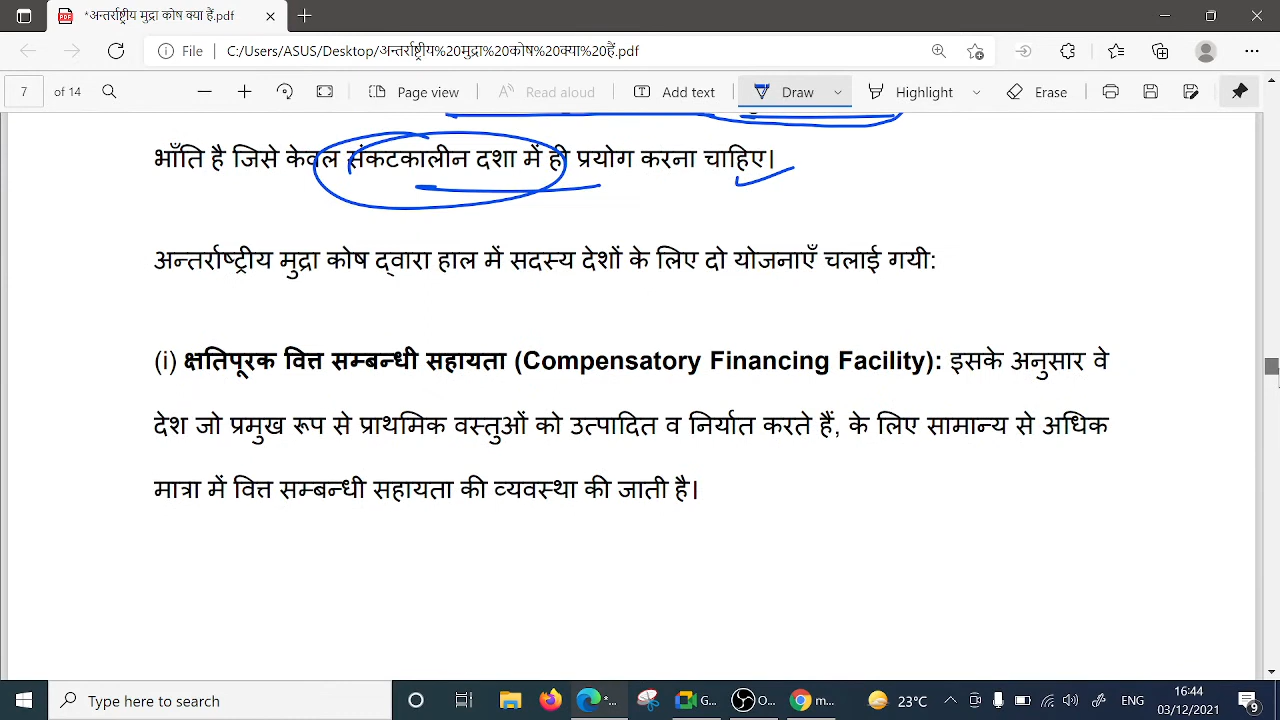 *अन्तर्राष्ट्रीय मुद्रा कोष क्या हैं.pdf
File C:/Users/ASUS/Desktop/अन्तर्राष्ट्रीय%20मुद्रा%20कोष%20क्या%20हैं.pdf
7 of 14 Page view Read aloud Add text Draw Highlight Erase
भाँति है जिसे केवल संकटकालीन दशा में ही प्रयोग करना चाहिए।
अन्तर्राष्ट्रीय मुद्रा कोष द्वारा हाल में सदस्य देशों के लिए दो योजनाएँ चलाई गयी:
(i) क्षतिपूरक वित्त सम्बन्धी सहायता (Compensatory Financing Facility): इसके अनुसार वे
देश जो प्रमुख रूप से प्राथमिक वस्तुओं को उत्पादित व निर्यात करते हैं, के लिए सामान्य से अधिक
मात्रा में वित्त सम्बन्धी सहायता की व्यवस्था की जाती है।
Type here to search *... G... O... m... 23°C ENG 16:44
03/12/2021 9